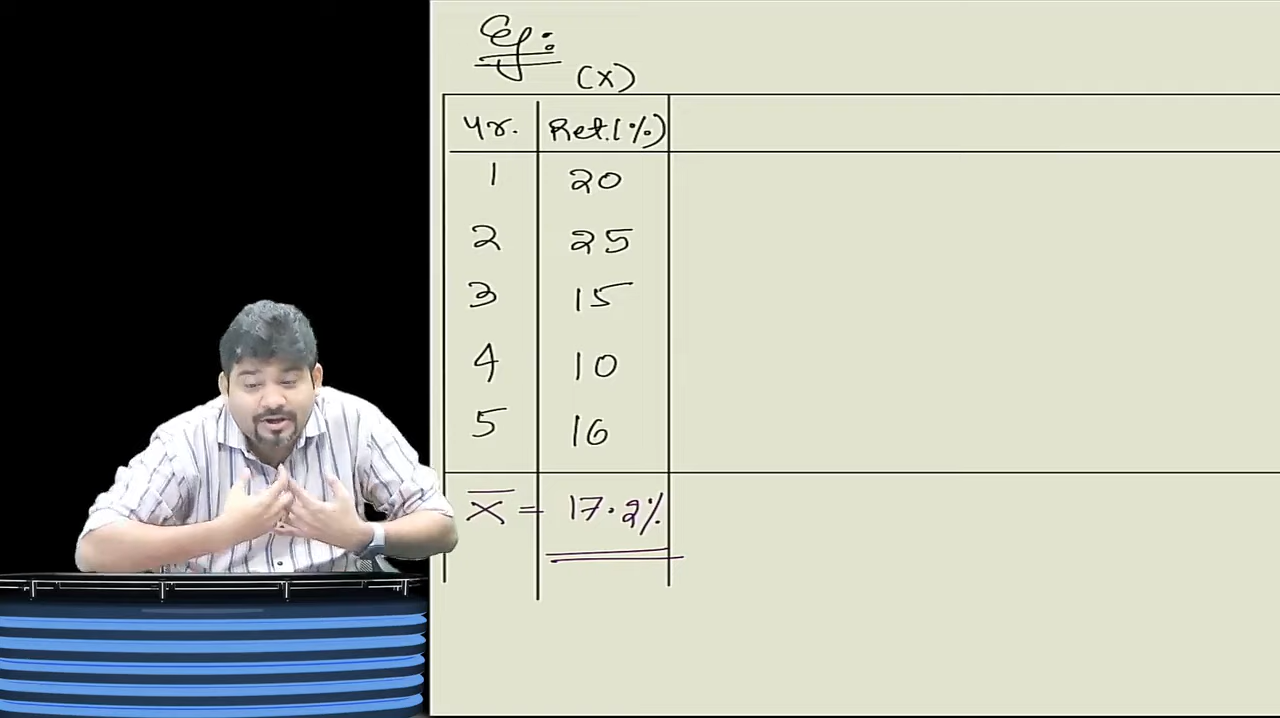 Eg:
(X)
Yr. Ret.(%)
1 20
2 25
3 15
4 10
5 16
X̅ = 17.2%